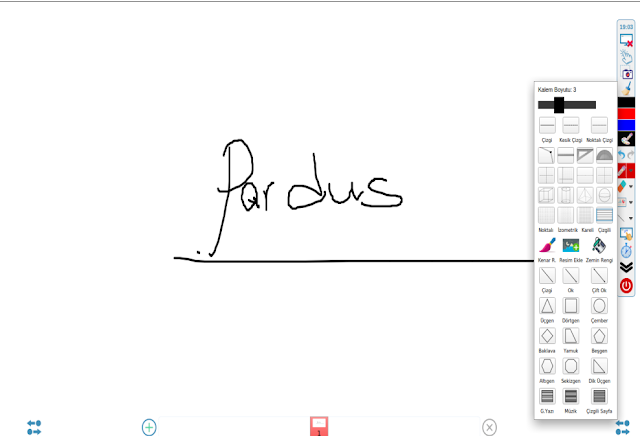 19:03
Kalem Boyutu: 3
Çizgi Kesik Çizgi Noktalı Çizgi
Pardus
Noktalı İzometrik Kareli Çizgili
Kenar R. Resim Ekle Zemin Rengi
Çizgi Ok Çift Ok
Üçgen Dörtgen Çember
Baklava Yamuk Beşgen
Altıgen Sekizgen Dik Üçgen
G.Yazı Müzik Çizgili Sayfa
1